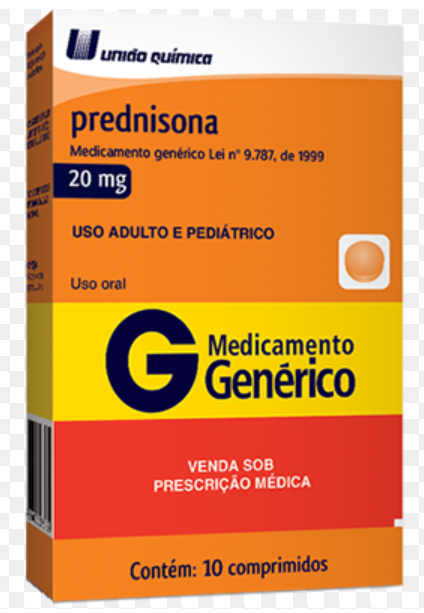 união química
prednisona
Medicamento genérico Lei nº 9.787, de 1999
20 mg
USO ADULTO E PEDIÁTRICO
Uso oral
G Medicamento
Genérico
VENDA SOB
PRESCRIÇÃO MÉDICA
Contém: 10 comprimidos